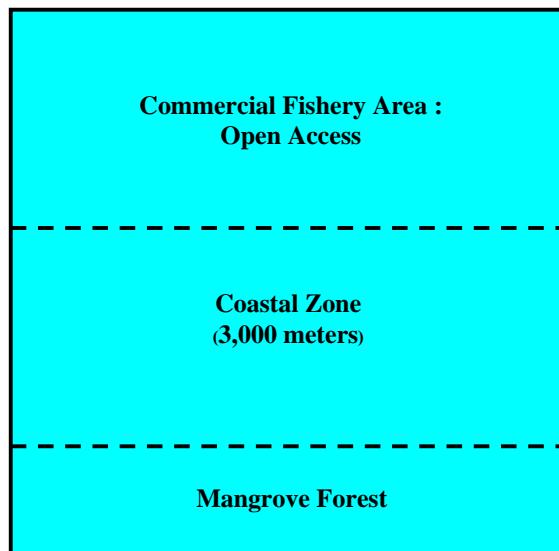 Commercial Fishery Area :
Open Access
Coastal Zone
(3,000 meters)
Mangrove Forest